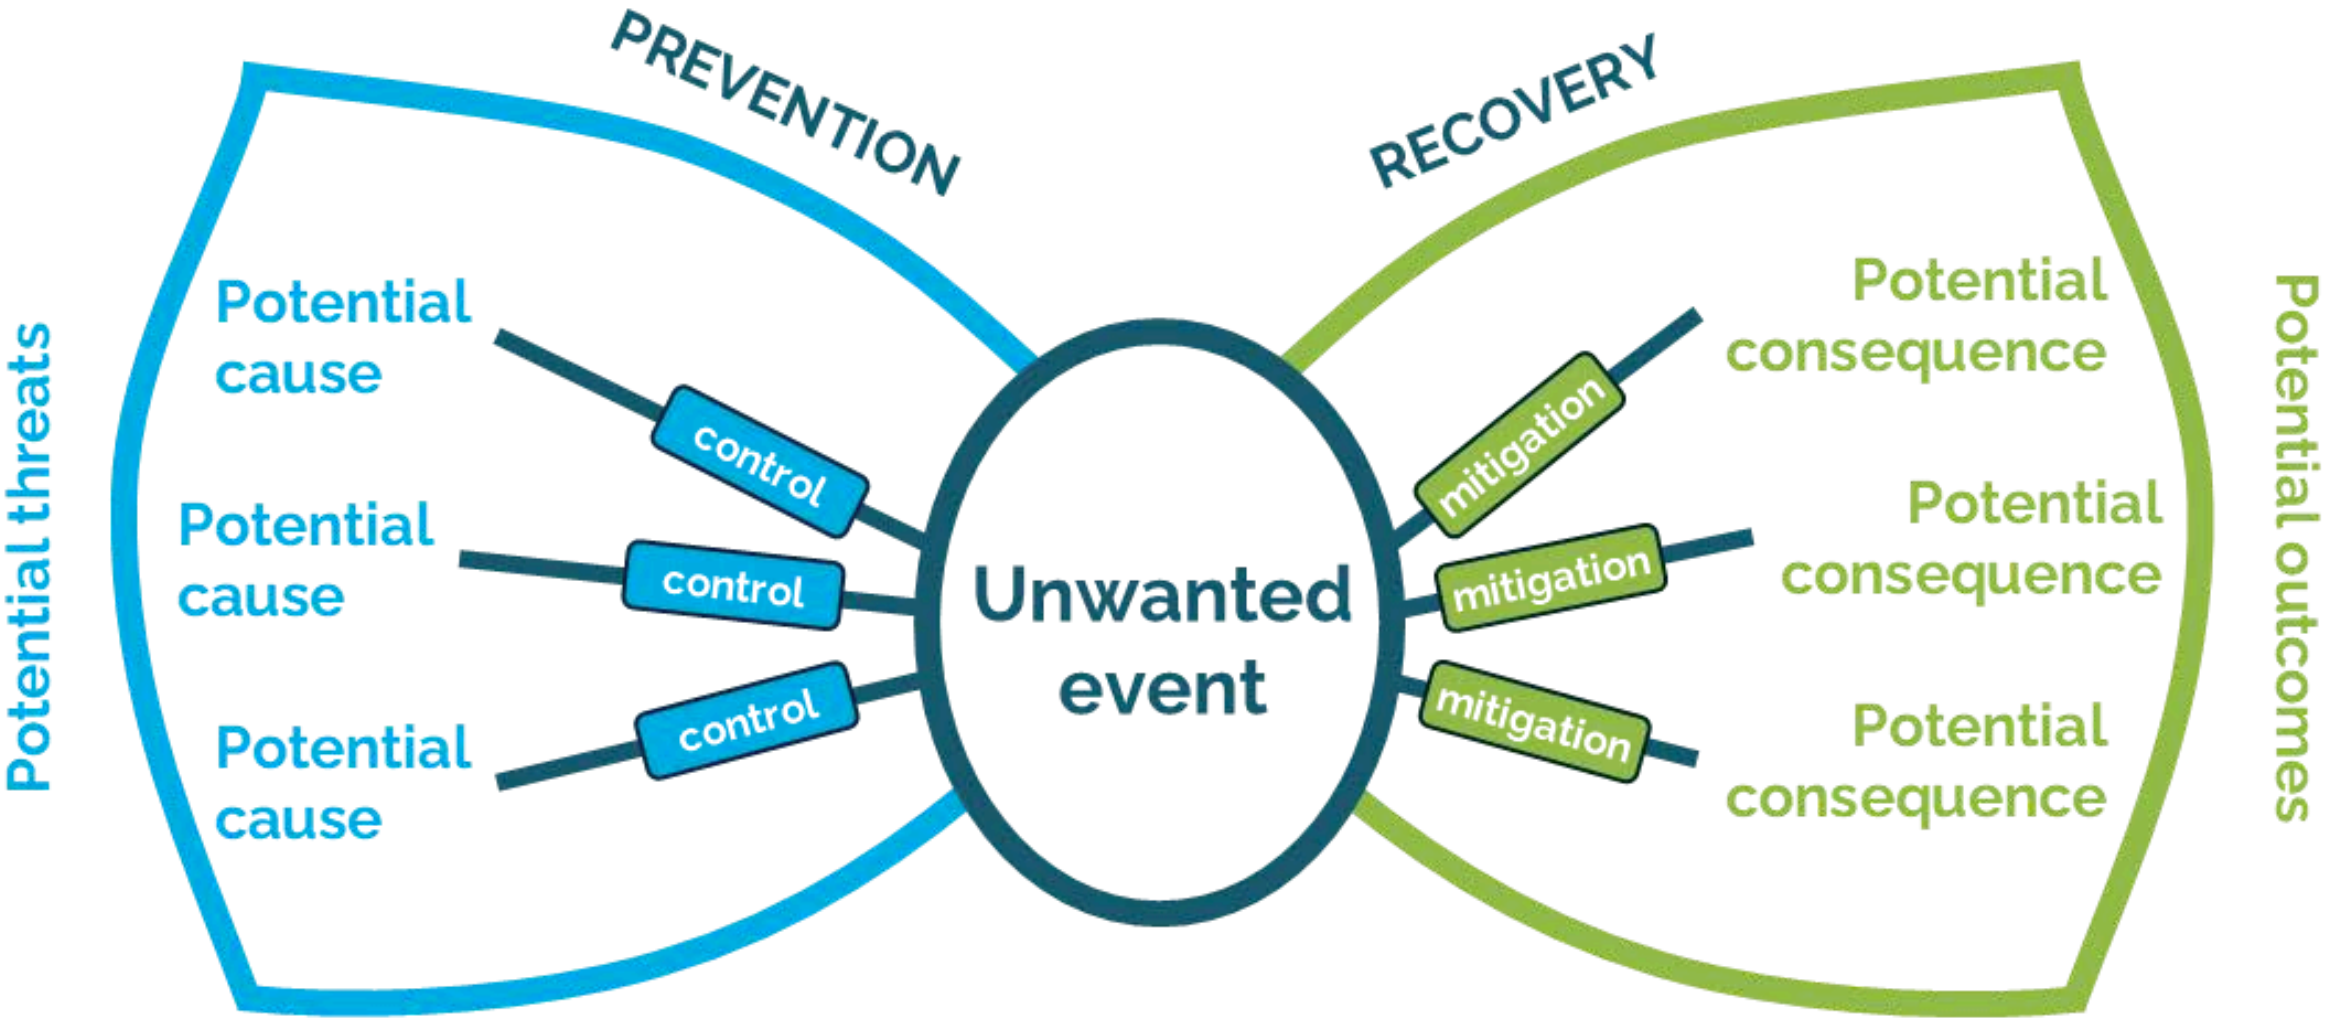 PREVENTION
RECOVERY
Potential threats
Potential
cause
control
Potential
cause
control
Potential
cause
control
Unwanted
event
mitigation
Potential
consequence
mitigation
Potential
consequence
mitigation
Potential
consequence
Potential outcomes